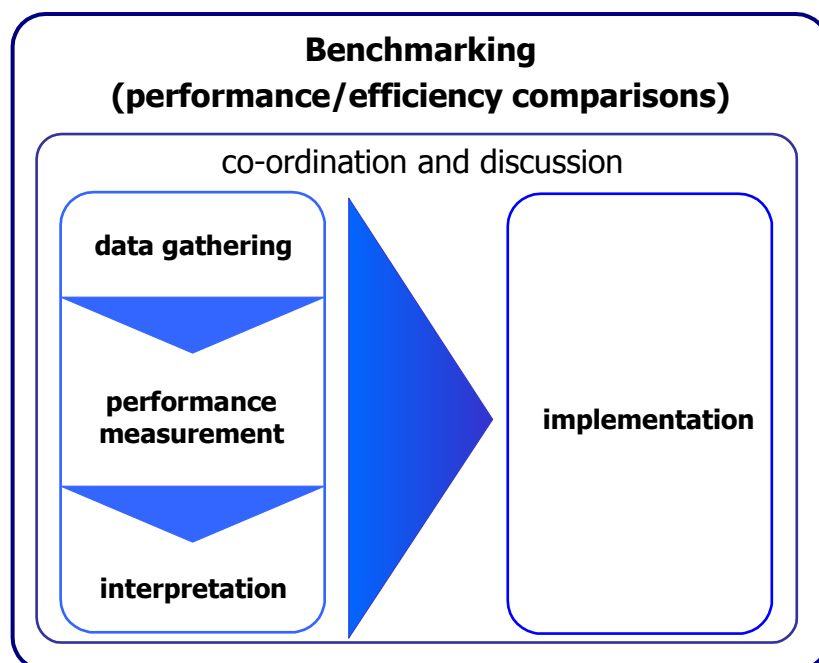 Benchmarking
(performance/efficiency comparisons)
co-ordination and discussion
data gathering
performance
measurement
interpretation
implementation